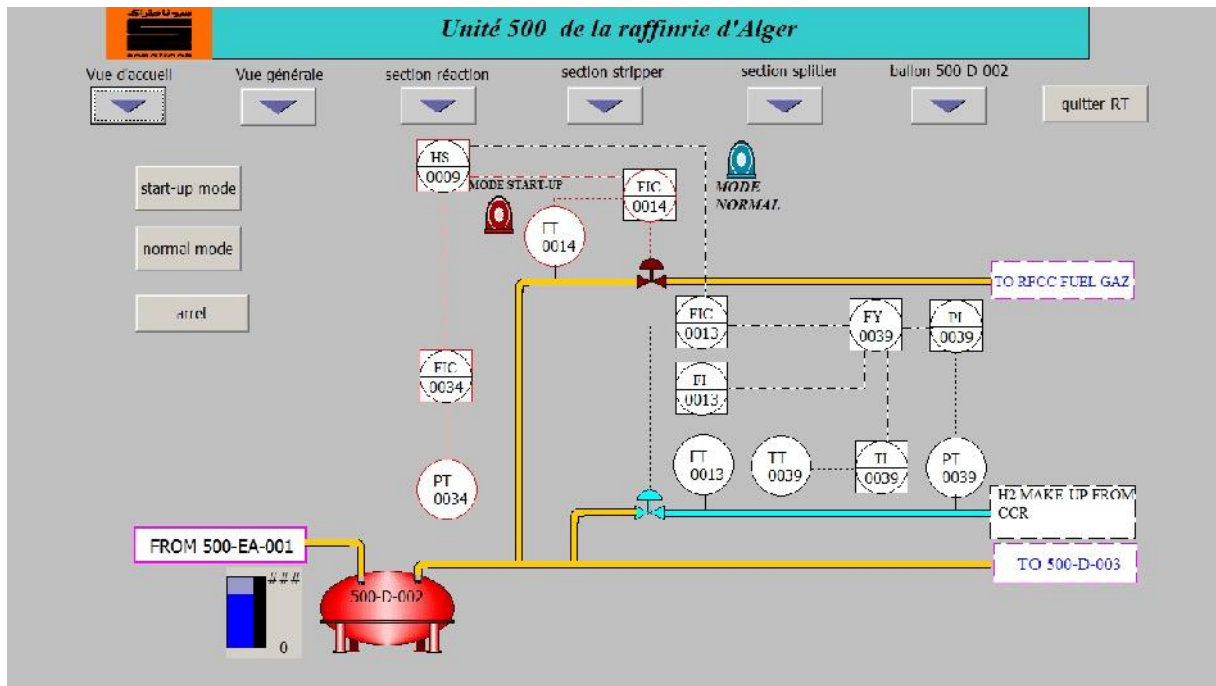 سوناطراك
Unité 500 de la raffinrie d'Alger
Vue d'accueil
Vue générale
section réaction
section stripper
section splitter
ballon 500 D 002
quitter RT
start-up mode
normal mode
arret
HS
0009
MODE START-UP
FIC
0014
MODE
NORMAL
FT
0014
TO RPCC FUEL GAZ
FIC
0013
FY
0039
PI
0039
FIC
0034
FI
0013
FT
0013
TT
0039
TI
0039
PT
0039
PT
0034
H2 MAKE UP FROM
CCR
FROM 500-EA-001
TO 500-D-003
###
500-D-002
0